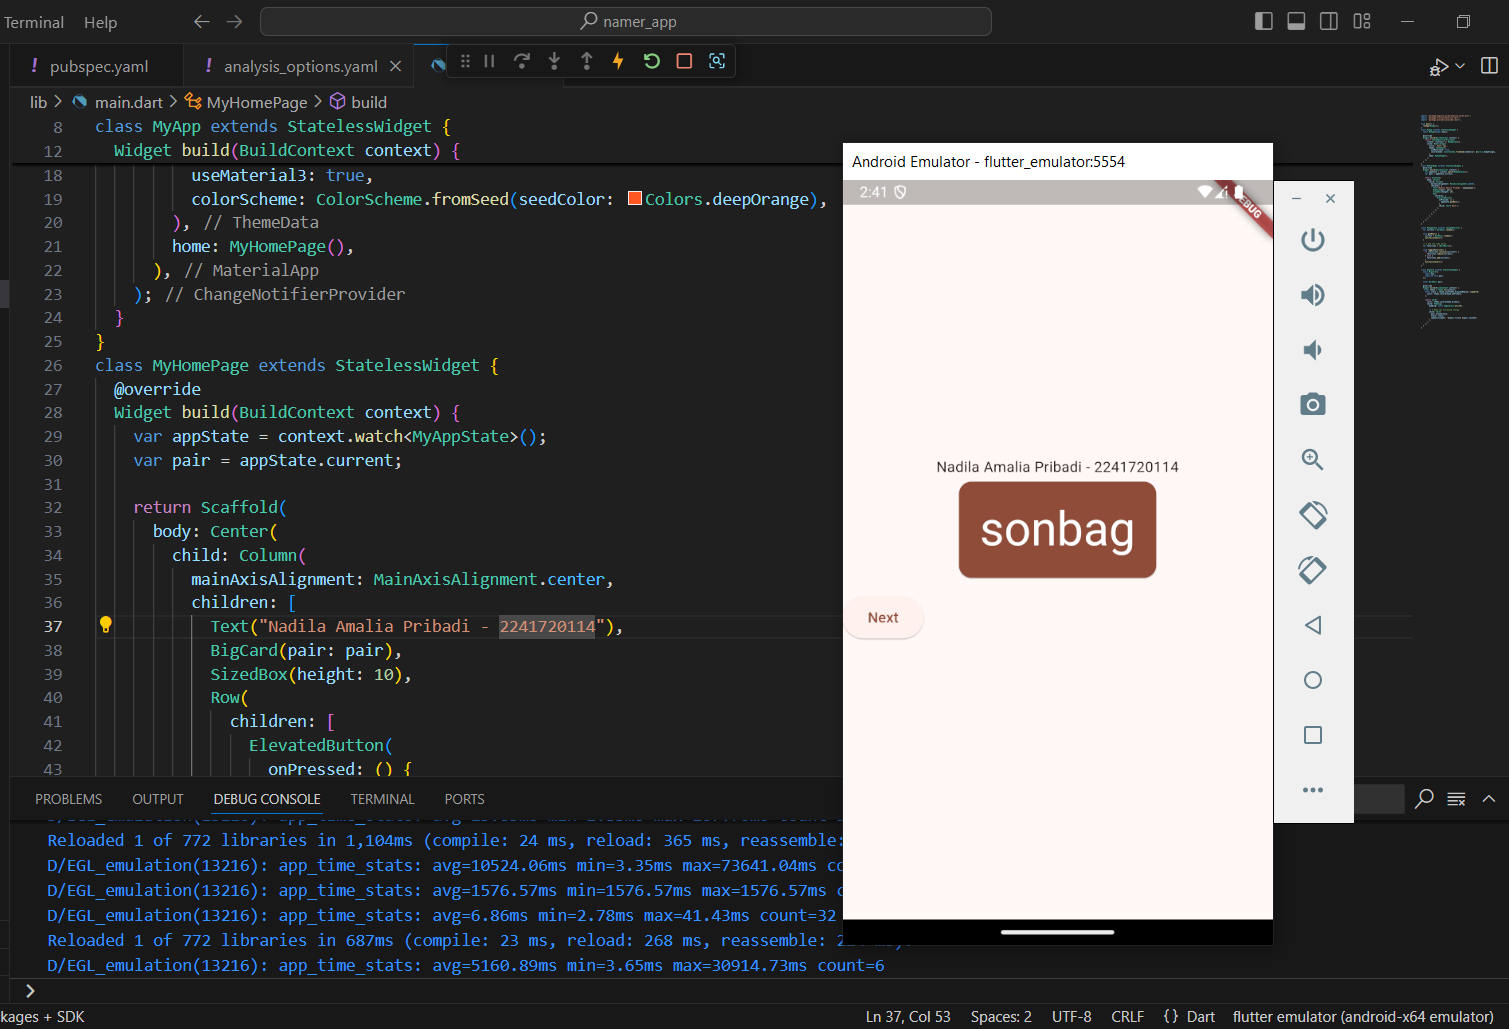 Terminal Help namer_app
pubspec.yaml analysis_options.yaml
lib > main.dart > MyHomePage > build
8 class MyApp extends StatelessWidget {
12 Widget build(BuildContext context) {
18 useMaterial3: true,
19 colorScheme: ColorScheme.fromSeed(seedColor: Colors.deepOrange),
20 ), // ThemeData
21 home: MyHomePage(),
22 ), // MaterialApp
23 ); // ChangeNotifierProvider
24 }
25 }
26 class MyHomePage extends StatelessWidget {
27 @override
28 Widget build(BuildContext context) {
29 var appState = context.watch<MyAppState>();
30 var pair = appState.current;
31
32 return Scaffold(
33 body: Center(
34 child: Column(
35 mainAxisAlignment: MainAxisAlignment.center,
36 children: [
37 Text("Nadila Amalia Pribadi - 2241720114"),
38 BigCard(pair: pair),
39 SizedBox(height: 10),
40 Row(
41 children: [
42 ElevatedButton(
43 onPressed: () {
Android Emulator - flutter_emulator:5554
2:41
Nadila Amalia Pribadi - 2241720114
sonbag
Next
PROBLEMS OUTPUT DEBUG CONSOLE TERMINAL PORTS
Reloaded 1 of 772 libraries in 1,104ms (compile: 24 ms, reload: 365 ms, reassemble:
D/EGL_emulation(13216): app_time_stats: avg=10524.06ms min=3.35ms max=73641.04ms
D/EGL_emulation(13216): app_time_stats: avg=1576.57ms min=1576.57ms max=1576.57ms
D/EGL_emulation(13216): app_time_stats: avg=6.86ms min=2.78ms max=41.43ms count=32
Reloaded 1 of 772 libraries in 687ms (compile: 23 ms, reload: 268 ms, reassemble:
D/EGL_emulation(13216): app_time_stats: avg=5160.89ms min=3.65ms max=30914.73ms count=6
kages + SDK Ln 37, Col 53 Spaces: 2 UTF-8 CRLF {} Dart flutter emulator (android-x64 emulator)